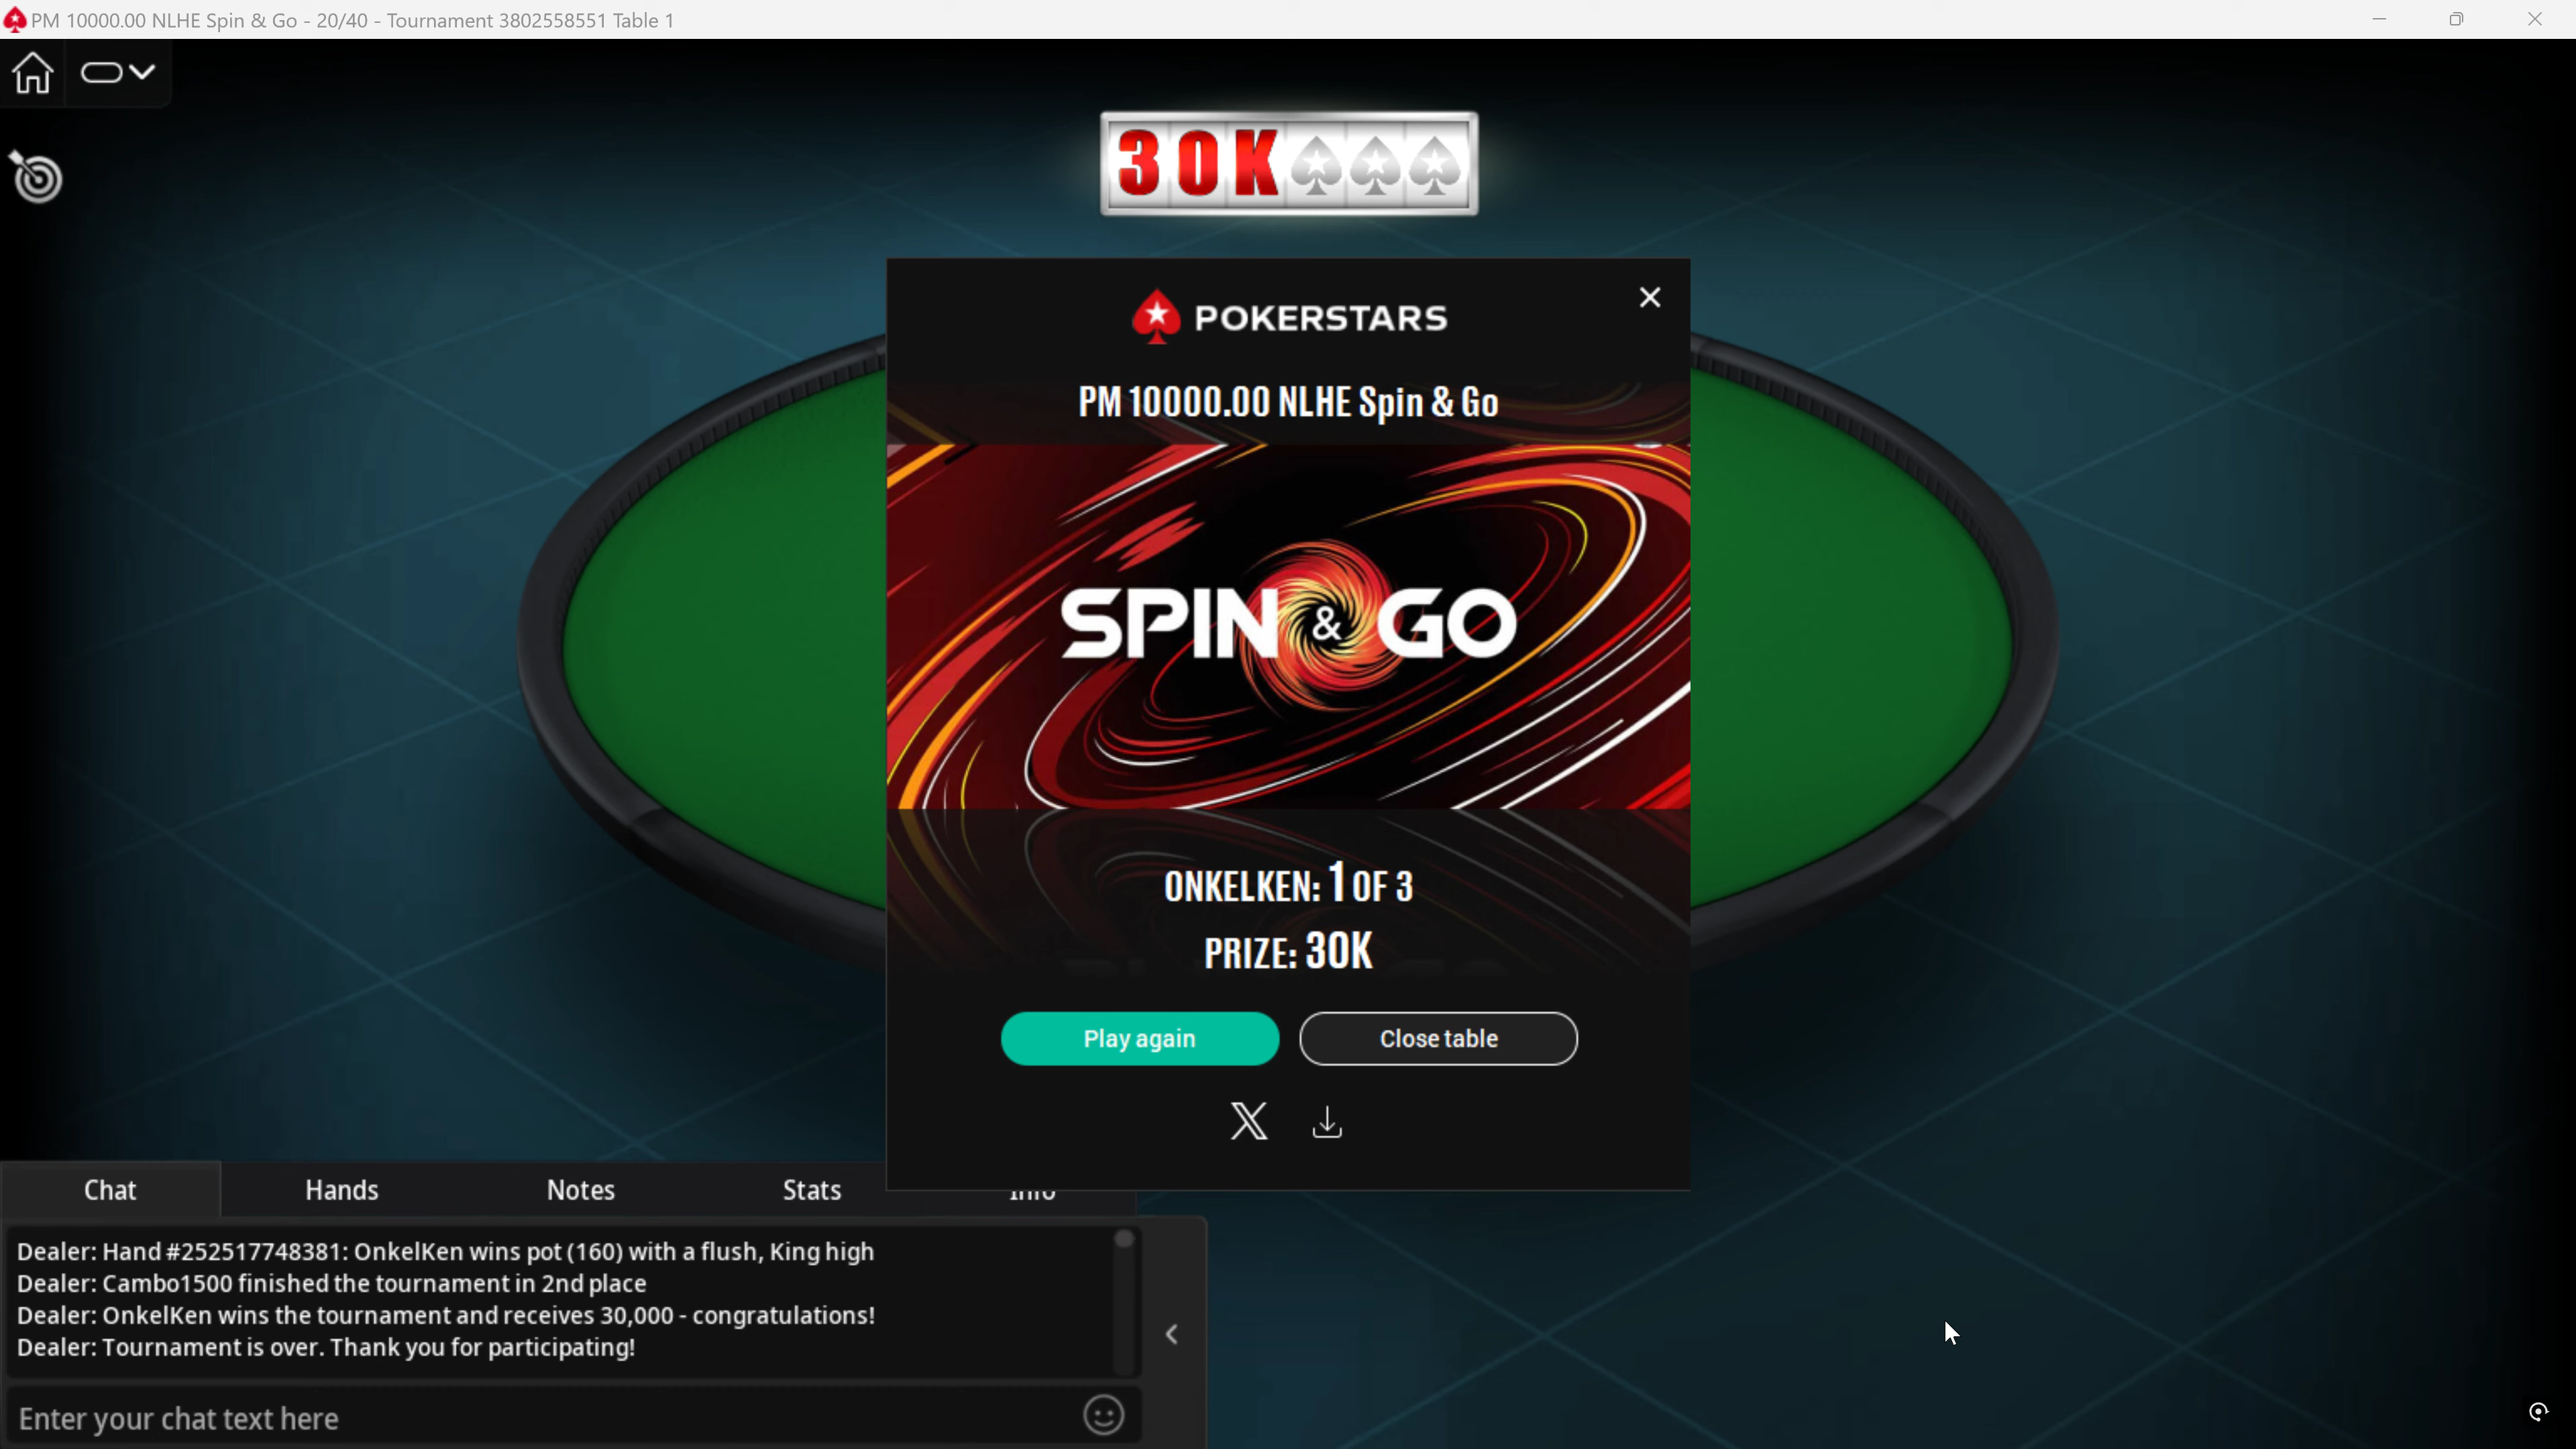 PM 10000.00 NLHE Spin & Go - 20/40 - Tournament 3802558551 Table 1
30K
POKERSTARS
PM 10000.00 NLHE Spin & Go
SPIN & GO
ONKELKEN: 1 OF 3
PRIZE: 30K
Play again Close table
Chat Hands Notes Stats Info
Dealer: Hand #252517748381: OnkelKen wins pot (160) with a flush, King high
Dealer: Cambo1500 finished the tournament in 2nd place
Dealer: OnkelKen wins the tournament and receives 30,000 - congratulations!
Dealer: Tournament is over. Thank you for participating!
Enter your chat text here